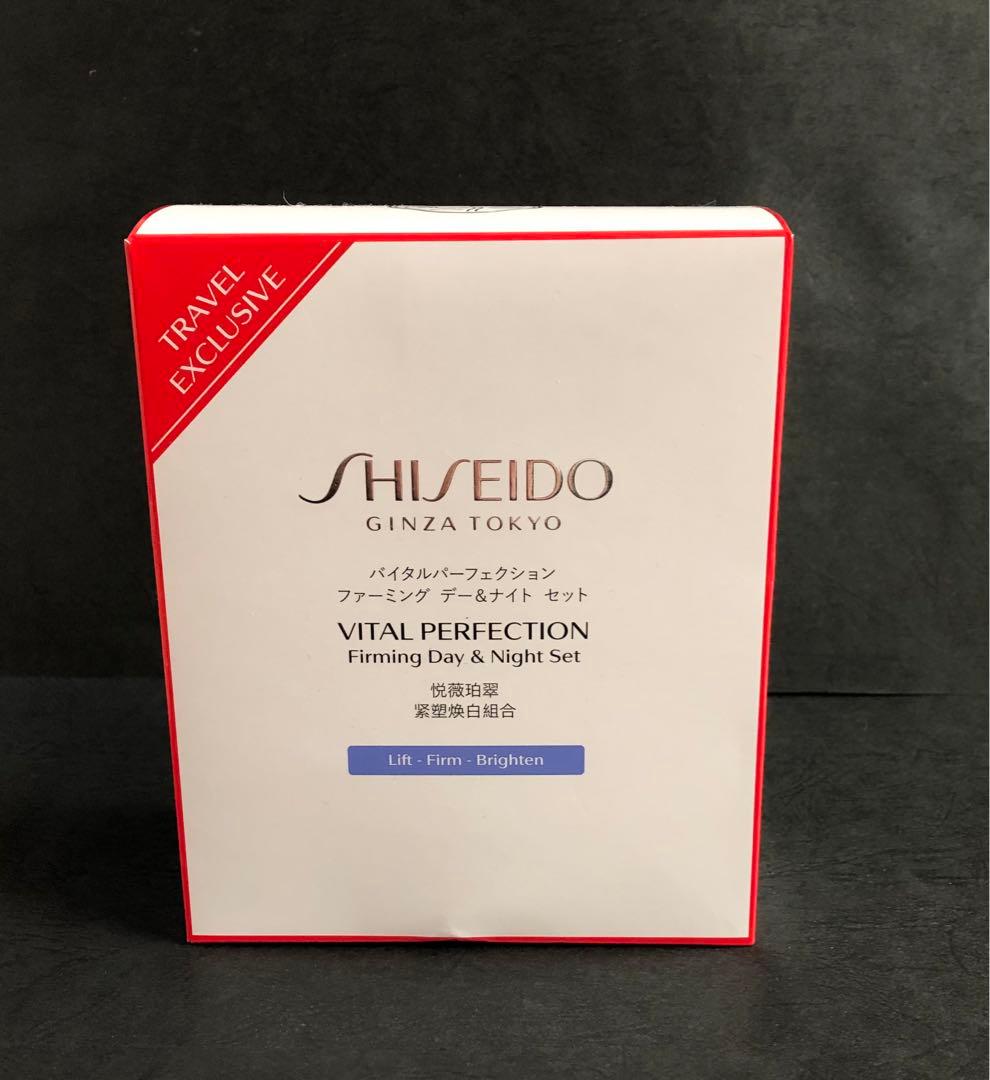 TRAVEL
EXCLUSIVE
SHISEIDO
GINZA TOKYO
バイタルパーフェクション
ファーミング デー&ナイト セット
VITAL PERFECTION
Firming Day & Night Set
悦薇珀翠
紧塑焕白組合
Lift - Firm - Brighten